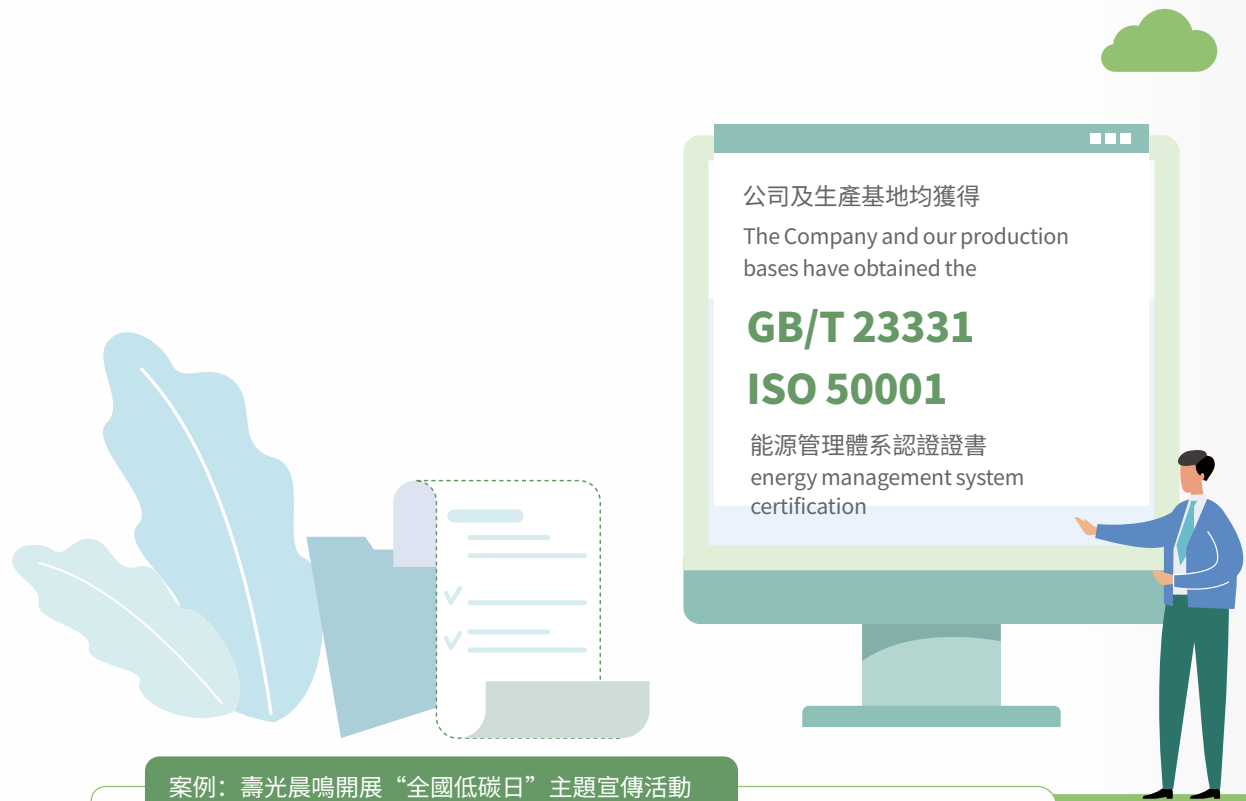 公司及生產基地均獲得
The Company and our production
bases have obtained the
GB/T 23331
ISO 50001
能源管理體系認證證書
energy management system
certification
案例：壽光晨鳴開展“全國低碳日”主題宣傳活動